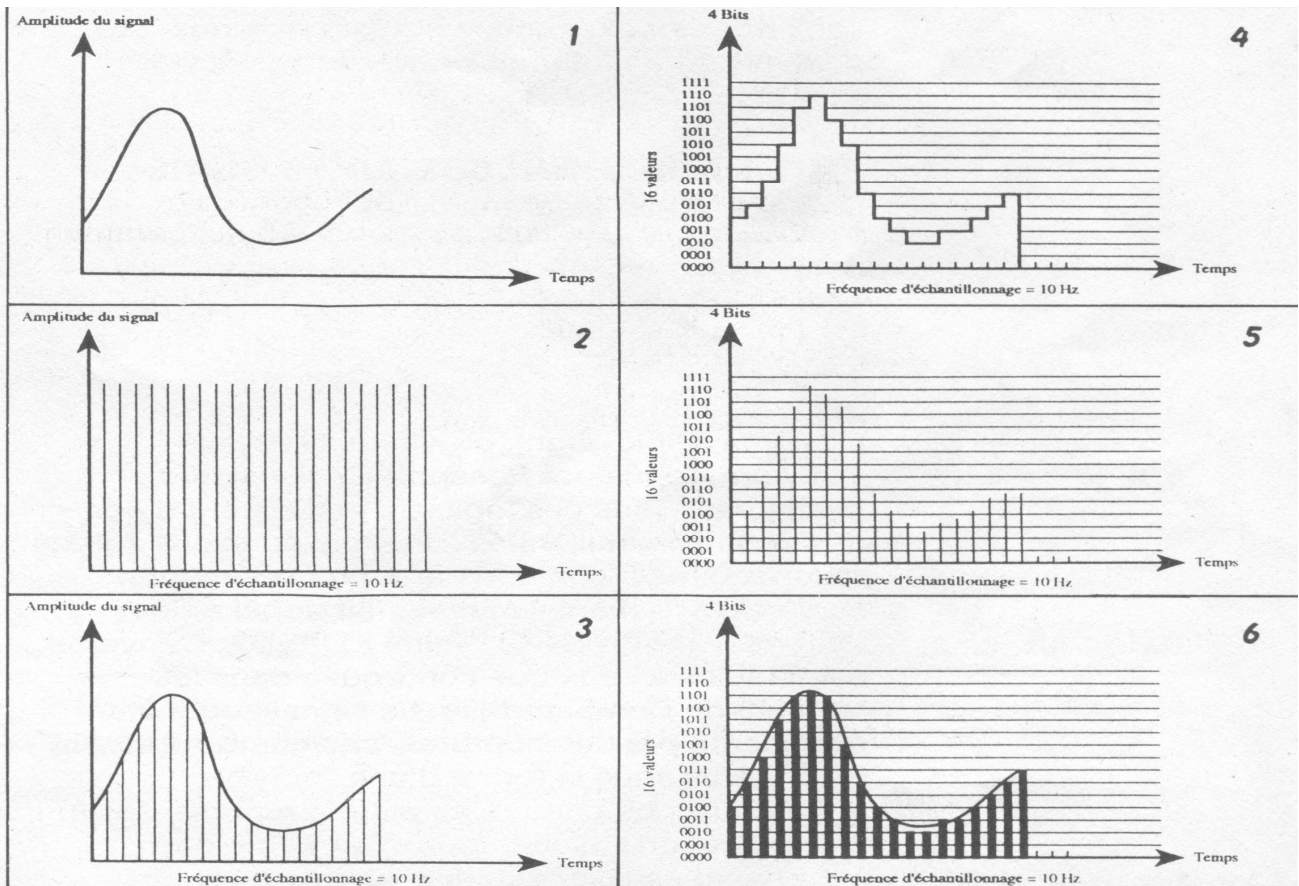 Amplitude du signal
1
Temps
Amplitude du signal
2
Temps
Fréquence d'échantillonnage = 10 Hz
Amplitude du signal
3
Temps
Fréquence d'échantillonnage = 10 Hz
4 Bits
4
16 valeurs
1111
1110
1101
1100
1011
1010
1001
1000
0111
0110
0101
0100
0011
0010
0001
0000
Temps
Fréquence d'échantillonnage = 10 Hz
4 Bits
5
16 valeurs
1111
1110
1101
1100
1011
1010
1001
1000
0111
0110
0101
0100
0011
0010
0001
0000
Temps
Fréquence d'échantillonnage = 10 Hz
4 Bits
6
16 valeurs
1111
1110
1101
1100
1011
1010
1001
1000
0111
0110
0101
0100
0011
0010
0001
0000
Temps
Fréquence d'échantillonnage = 10 Hz